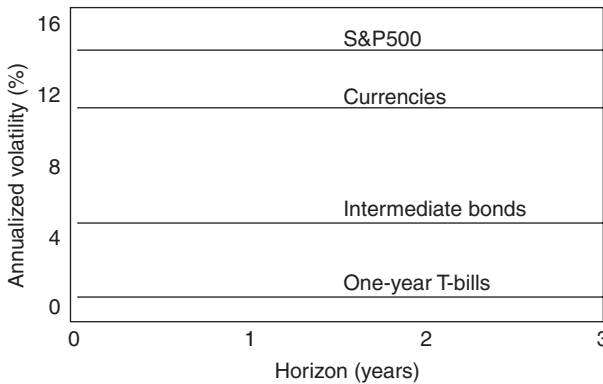 16
S&P500
12
Currencies
8
Intermediate bonds
4
One-year T-bills
0
0 1 2 3
Horizon (years)
Annualized volatility (%)